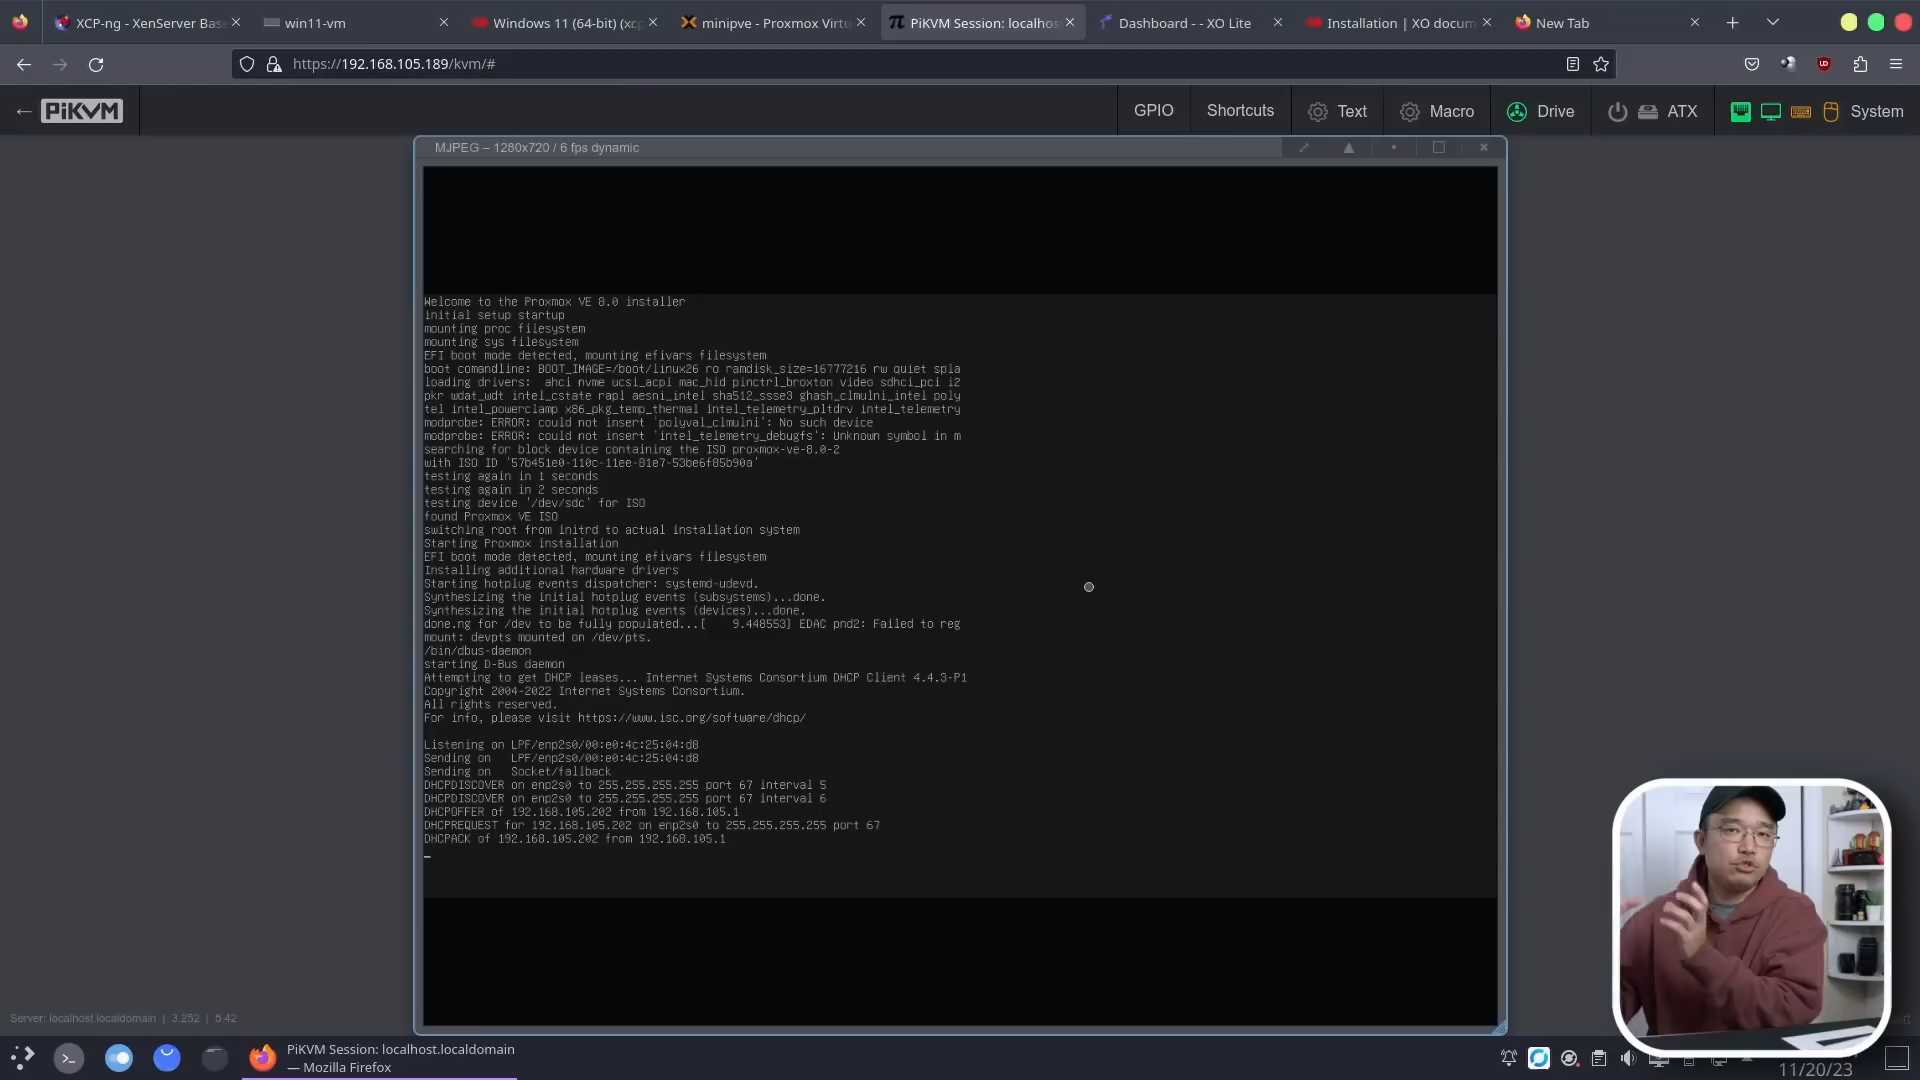 XCP-ng - XenServer Bas
win11-vm
Windows 11 (64-bit) (xcp
minipve - Proxmox Virtu
PiKVM Session: localhos
Dashboard - - XO Lite
Installation | XO docum
New Tab
https://192.168.105.189/kvm/#
PiKVM
GPIO
Shortcuts
Text
Macro
Drive
ATX
System
MJPEG – 1280x720 / 6 fps dynamic
Welcome to the Proxmox VE 8.0 installer
initial setup startup
mounting proc filesystem
mounting sys filesystem
EFI boot mode detected, mounting efivars filesystem
boot comandline: BOOT_IMAGE=/boot/linux26 ro ramdisk_size=16777216 rw quiet spla
loading drivers:  ahci nvme ucsi_acpi mac_hid pinctrl_broxton video sdhci_pci i2
pkr wdat_wdt intel_cstate rapl aesni_intel sha512_ssse3 ghash_clmulni_intel poly
tel intel_powerclamp x86_pkg_temp_thermal intel_telemetry_pltdrv intel_telemetry
modprobe: ERROR: could not insert 'polyval_clmulni': No such device
modprobe: ERROR: could not insert 'intel_telemetry_debugfs': Unknown symbol in m
searching for block device containing the ISO proxmox-ve-8.0-2
with ISO ID '57b451e0-110c-11ee-81e7-53be6f85b90a'
testing again in 1 seconds
testing again in 2 seconds
testing device '/dev/sdc' for ISO
found Proxmox VE ISO
switching root from initrd to actual installation system
Starting Proxmox installation
EFI boot mode detected, mounting efivars filesystem
Installing additional hardware drivers
Starting hotplug events dispatcher: systemd-udevd.
Synthesizing the initial hotplug events (subsystems)...done.
Synthesizing the initial hotplug events (devices)...done.
done.ng for /dev to be fully populated...[    9.448553] EDAC pnd2: Failed to reg
mount: devpts mounted on /dev/pts.
/bin/dbus-daemon
starting D-Bus daemon
Attempting to get DHCP leases... Internet Systems Consortium DHCP Client 4.4.3-P1
Copyright 2004-2022 Internet Systems Consortium.
All rights reserved.
For info, please visit https://www.isc.org/software/dhcp/
Listening on LPF/enp2s0/00:e0:4c:25:04:d8
Sending on   LPF/enp2s0/00:e0:4c:25:04:d8
Sending on   Socket/fallback
DHCPDISCOVER on enp2s0 to 255.255.255.255 port 67 interval 5
DHCPDISCOVER on enp2s0 to 255.255.255.255 port 67 interval 6
DHCPOFFER of 192.168.105.202 from 192.168.105.1
DHCPREQUEST for 192.168.105.202 on enp2s0 to 255.255.255.255 port 67
DHCPACK of 192.168.105.202 from 192.168.105.1
Server: localhost.localdomain | 3.252 | 5.42
PiKVM Session: localhost.localdomain
— Mozilla Firefox
11/20/23